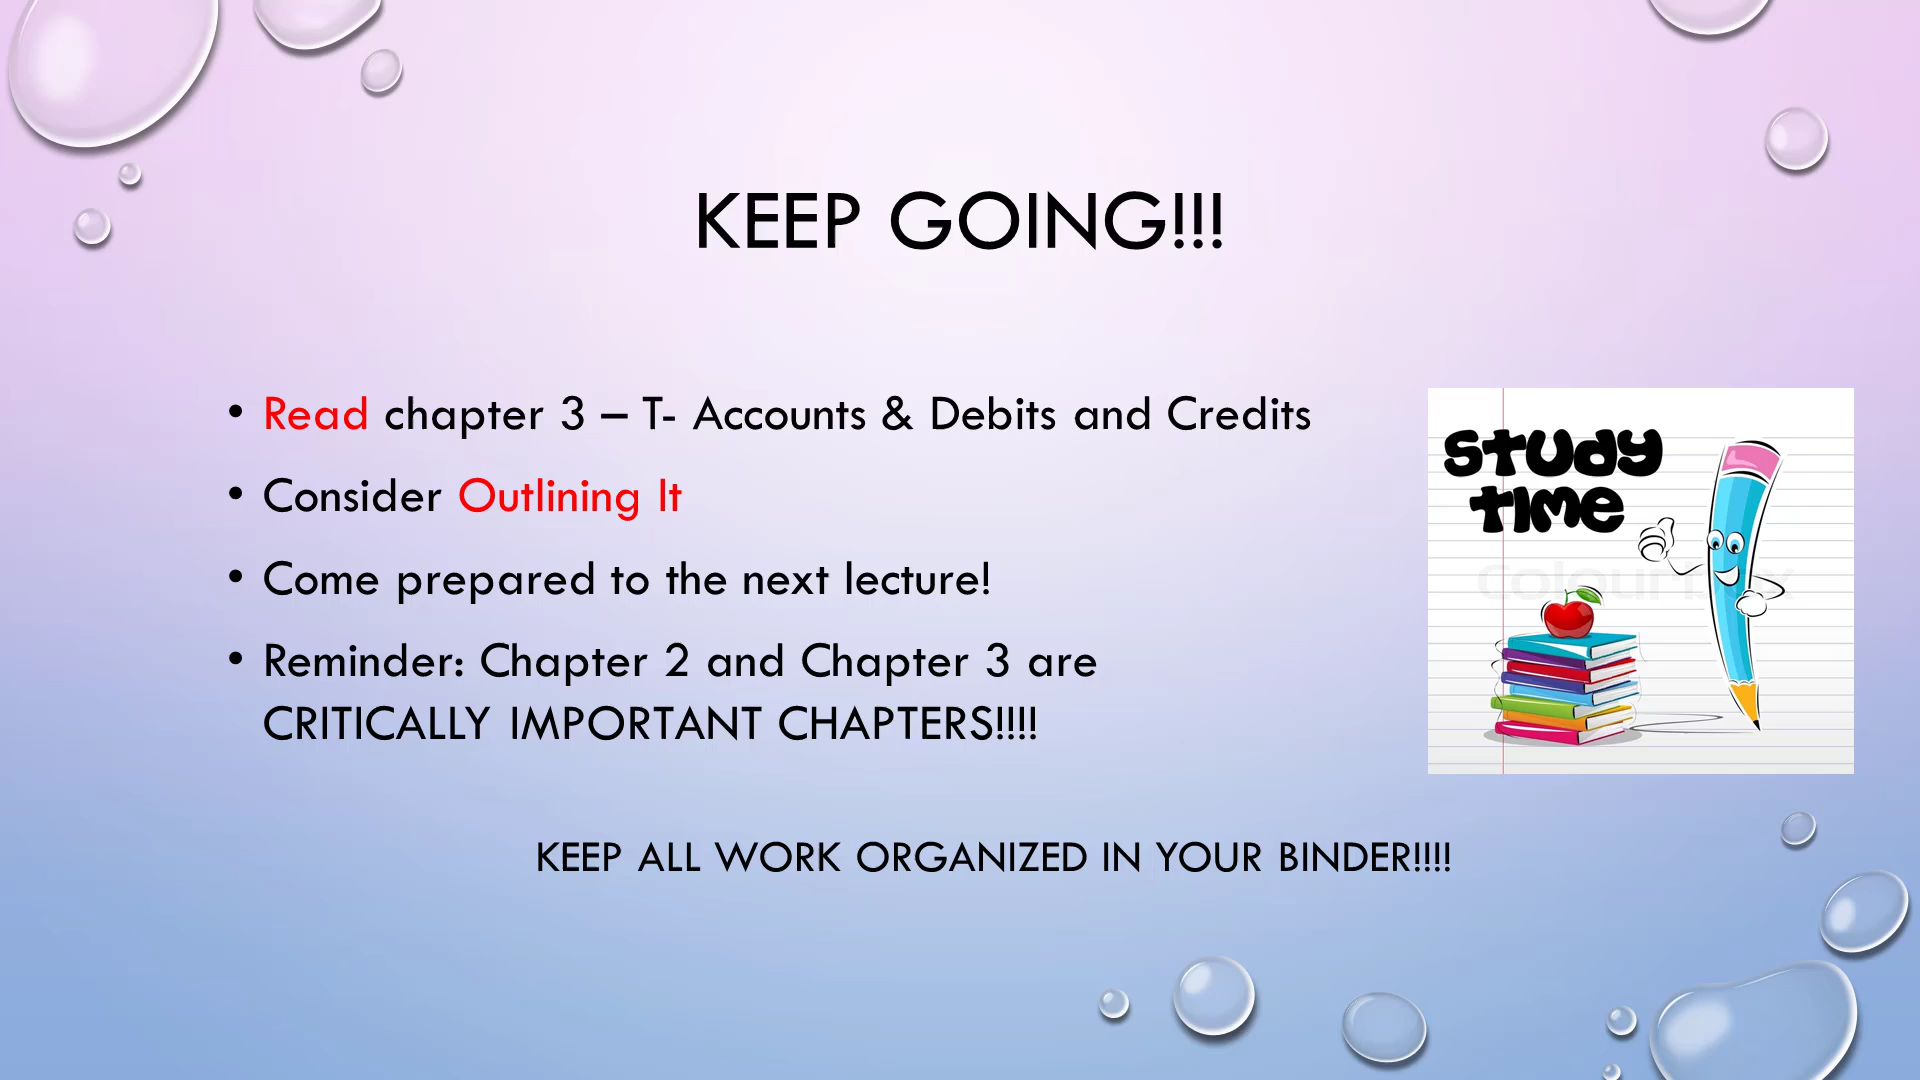 KEEP GOING!!!
• Read chapter 3 – T- Accounts & Debits and Credits
• Consider Outlining It
• Come prepared to the next lecture!
• Reminder: Chapter 2 and Chapter 3 are
CRITICALLY IMPORTANT CHAPTERS!!!!
STUDY
TIME
colourbox
KEEP ALL WORK ORGANIZED IN YOUR BINDER!!!!